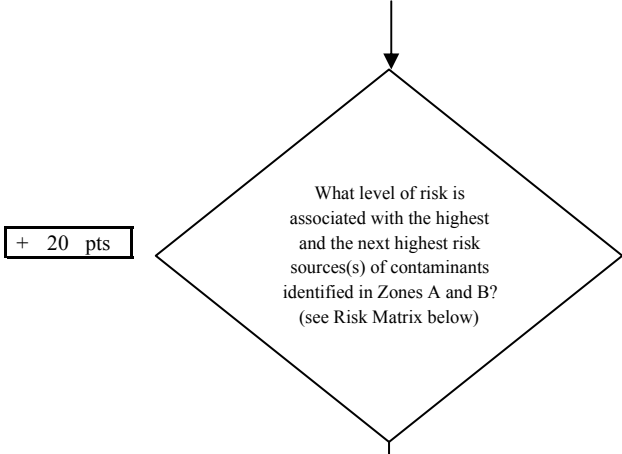 What level of risk is
associated with the highest
and the next highest risk
sources(s) of contaminants
identified in Zones A and B?
(see Risk Matrix below)
+ 20 pts